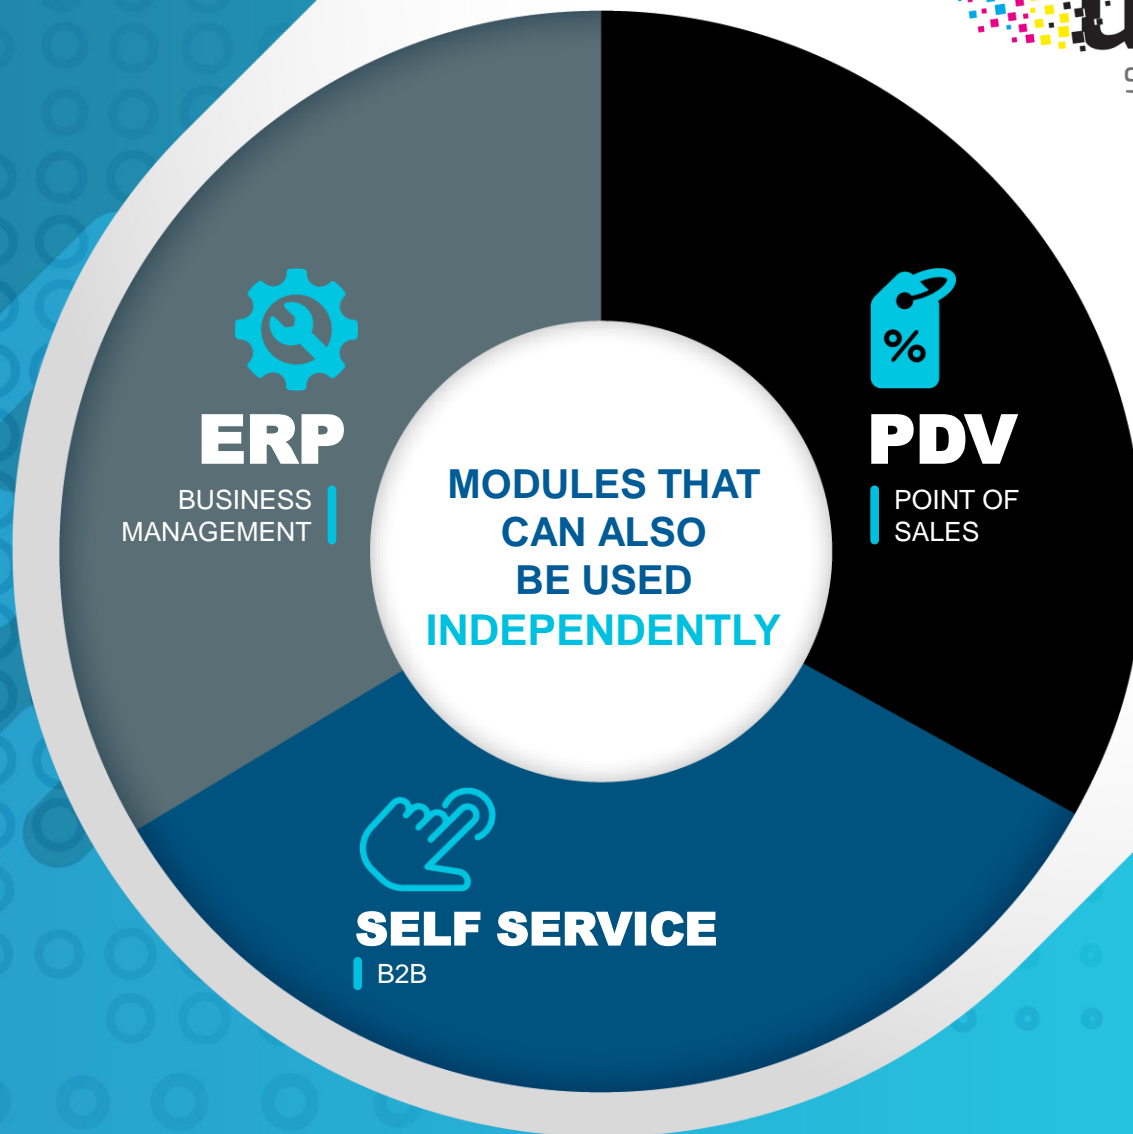 ERP
BUSINESS
MANAGEMENT
PDV
POINT OF
SALES
MODULES THAT
CAN ALSO
BE USED
INDEPENDENTLY
%
SELF SERVICE
B2B